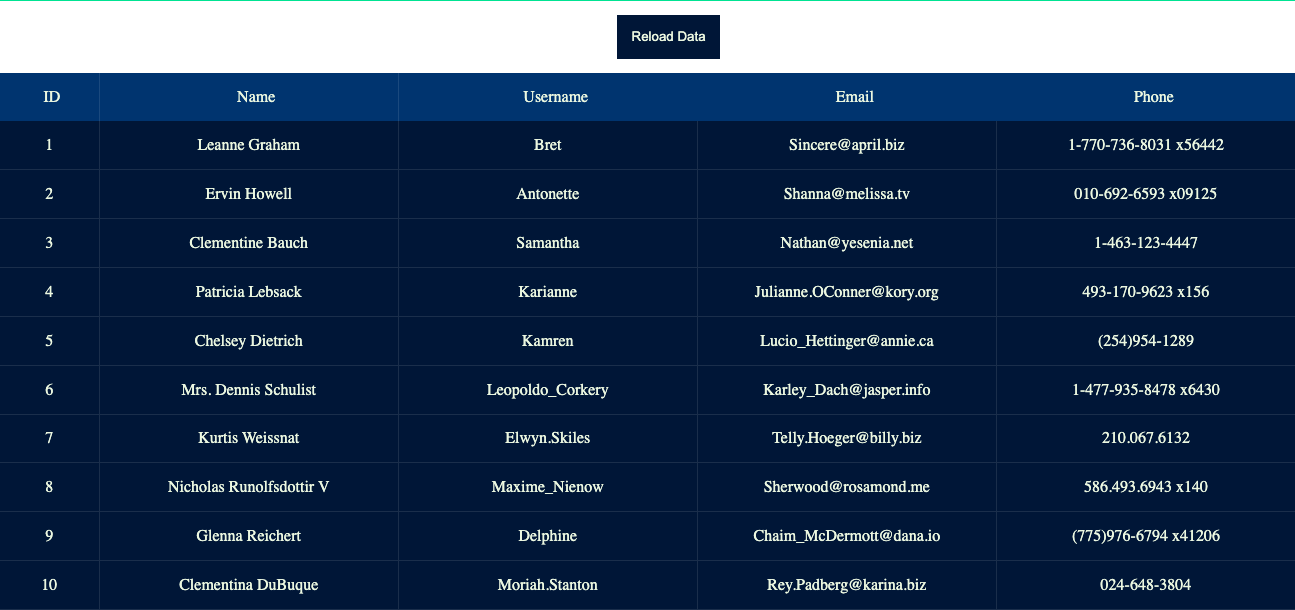 Reload Data
ID Name Username Email Phone
1 Leanne Graham Bret Sincere@april.biz 1-770-736-8031 x56442
2 Ervin Howell Antonette Shanna@melissa.tv 010-692-6593 x09125
3 Clementine Bauch Samantha Nathan@yesenia.net 1-463-123-4447
4 Patricia Lebsack Karianne Julianne.OConner@kory.org 493-170-9623 x156
5 Chelsey Dietrich Kamren Lucio_Hettinger@annie.ca (254)954-1289
6 Mrs. Dennis Schulist Leopoldo_Corkery Karley_Dach@jasper.info 1-477-935-8478 x6430
7 Kurtis Weissnat Elwyn.Skiles Telly.Hoeger@billy.biz 210.067.6132
8 Nicholas Runolfsdottir V Maxime_Nienow Sherwood@rosamond.me 586.493.6943 x140
9 Glenna Reichert Delphine Chaim_McDermott@dana.io (775)976-6794 x41206
10 Clementina DuBuque Moriah.Stanton Rey.Padberg@karina.biz 024-648-3804